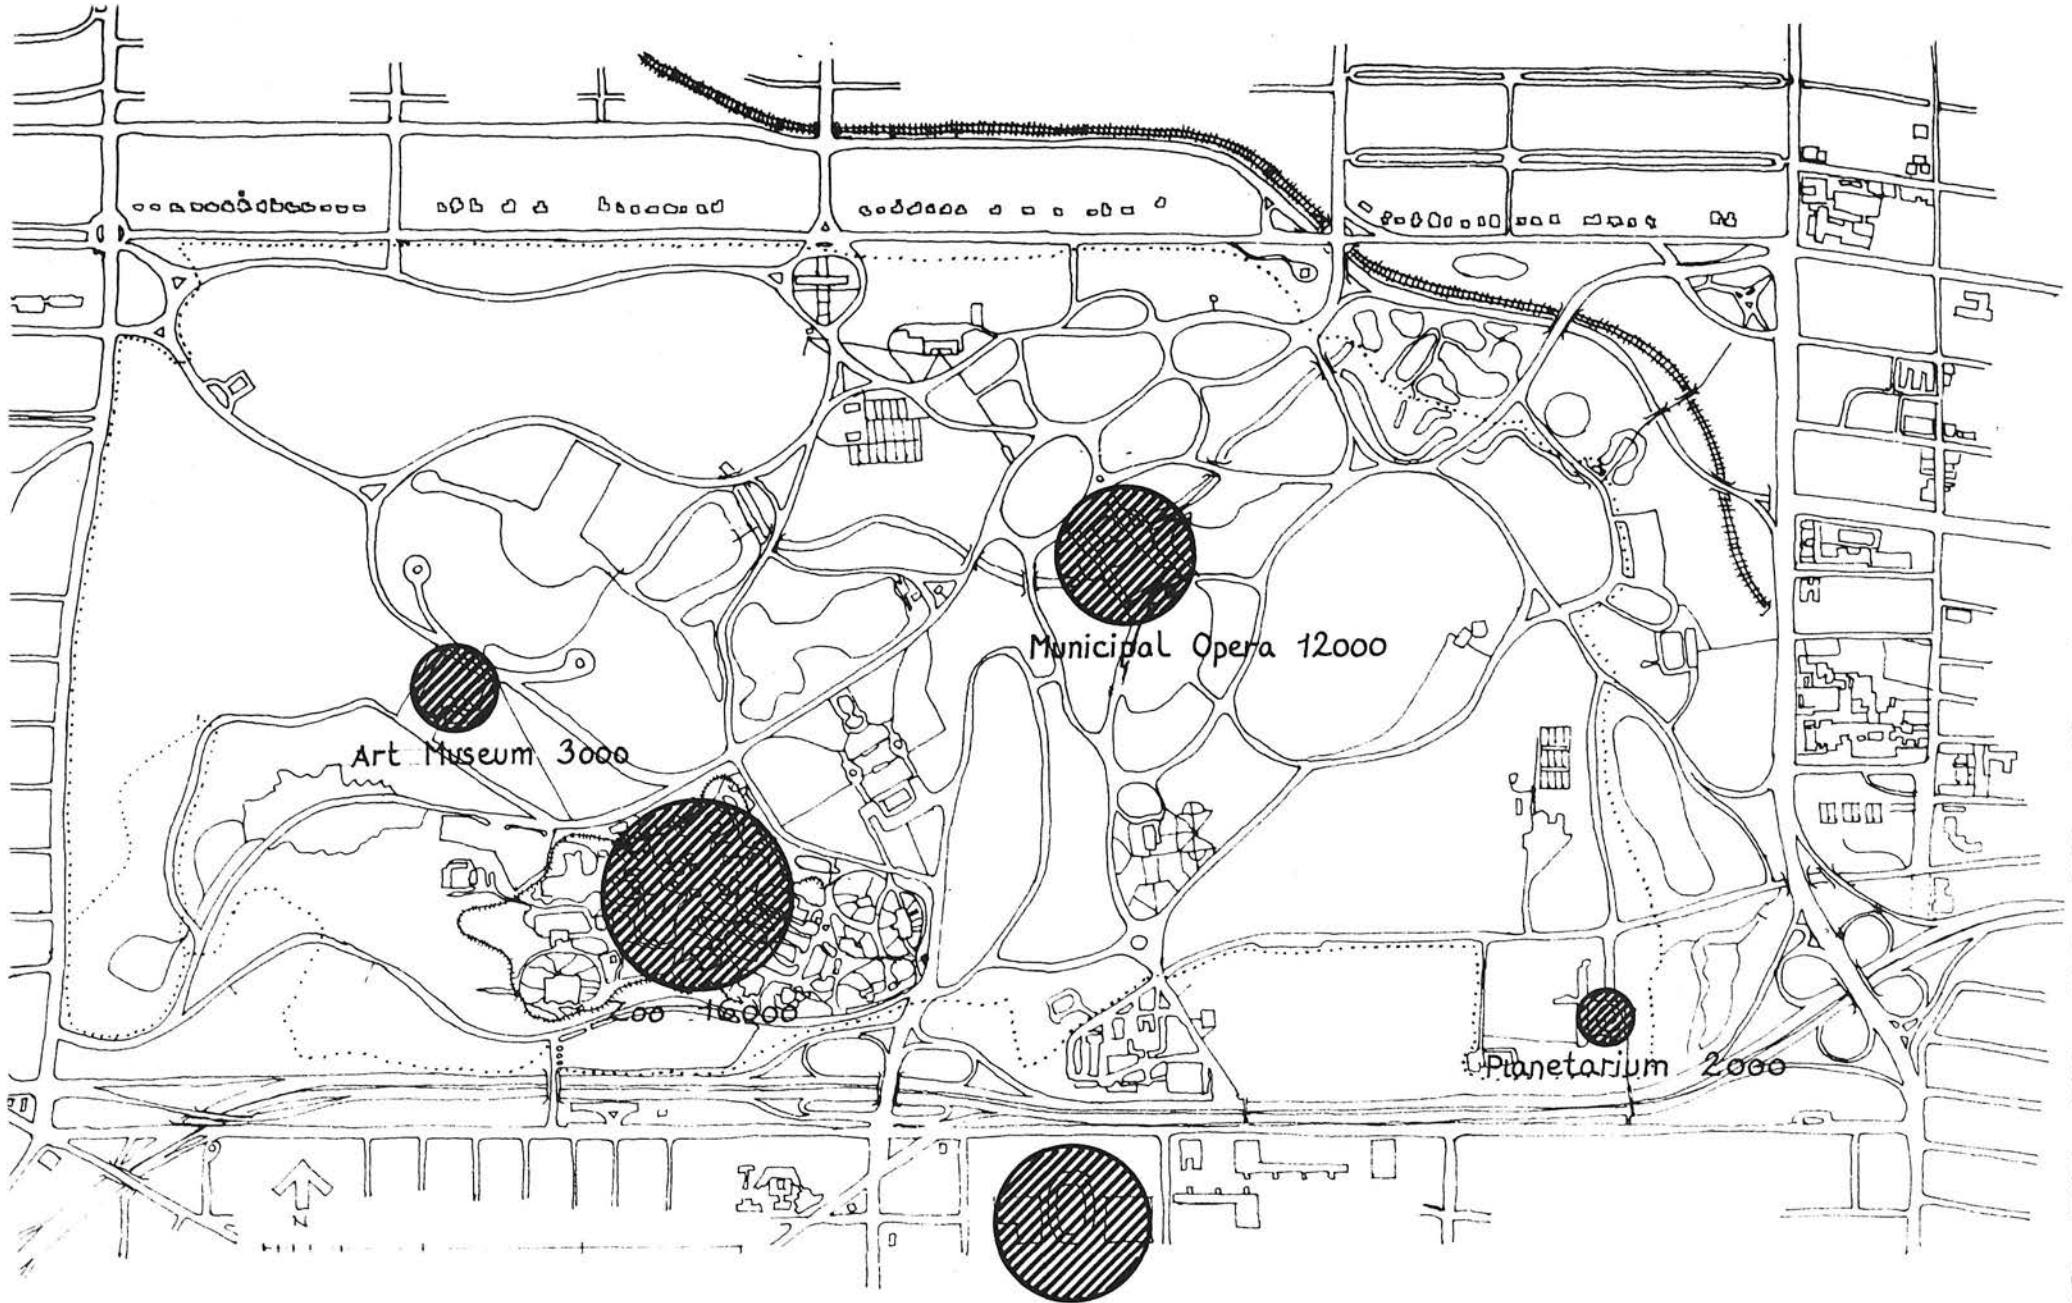 Municipal Opera 12000
Art Museum 3000
Zoo 16000
Planetarium 2000
N